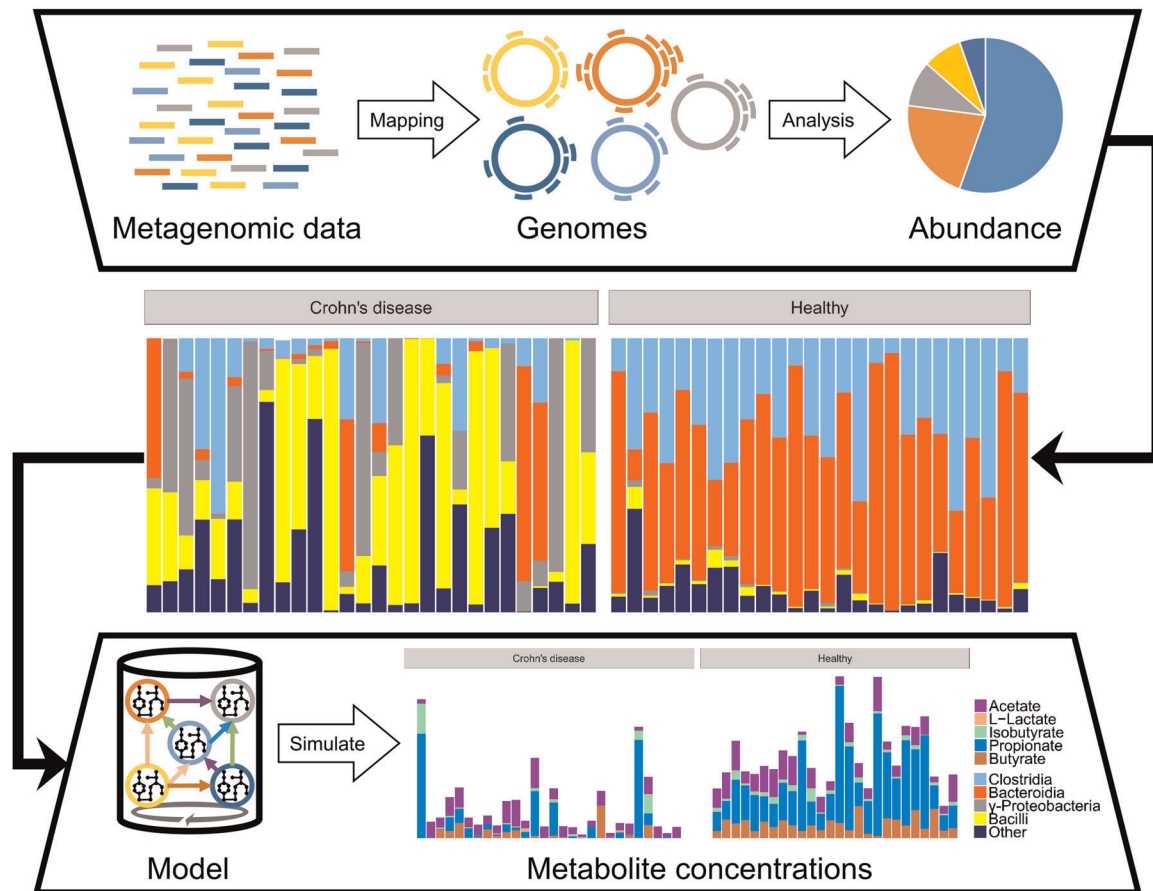 Mapping
Analysis
Metagenomic data
Genomes
Abundance
Crohn's disease
Healthy
Crohn's disease
Healthy
Simulate
Acetate
L−Lactate
Isobutyrate
Propionate
Butyrate
Clostridia
Bacteroidia
γ-Proteobacteria
Bacilli
Other
Model
Metabolite concentrations